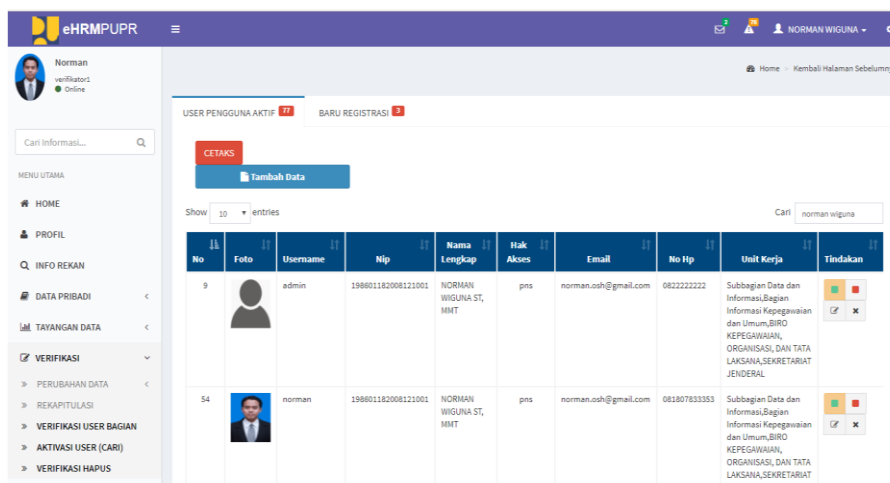 eHRMPUPR
2
78
NORMAN WIGUNA
Norman
verifikator1
Online
Home > Kembali Halaman Sebelumny
USER PENGGUNA AKTIF 77
BARU REGISTRASI 3
Cari Informasi...
CETAKS
Tambah Data
MENU UTAMA
HOME
PROFIL
INFO REKAN
DATA PRIBADI
TAYANGAN DATA
VERIFIKASI
PERUBAHAN DATA
REKAPITULASI
VERIFIKASI USER BAGIAN
AKTIVASI USER (CARI)
VERIFIKASI HAPUS
Show 10 entries
Cari norman wiguna
No Foto Username Nip Nama Lengkap Hak Akses Email No Hp Unit Kerja Tindakan
9 admin 198601182008121001 NORMAN WIGUNA ST, MMT pns norman.osh@gmail.com 0822222222
Subbagian Data dan
Informasi,Bagian
Informasi Kepegawaian
dan Umum,BIRO
KEPEGAWAIAN,
ORGANISASI, DAN TATA
LAKSANA,SEKRETARIAT
JENDERAL
54 norman 198601182008121001 NORMAN WIGUNA ST, MMT pns norman.osh@gmail.com 081807833353
Subbagian Data dan
Informasi,Bagian
Informasi Kepegawaian
dan Umum,BIRO
KEPEGAWAIAN,
ORGANISASI, DAN TATA
LAKSANA,SEKRETARIAT